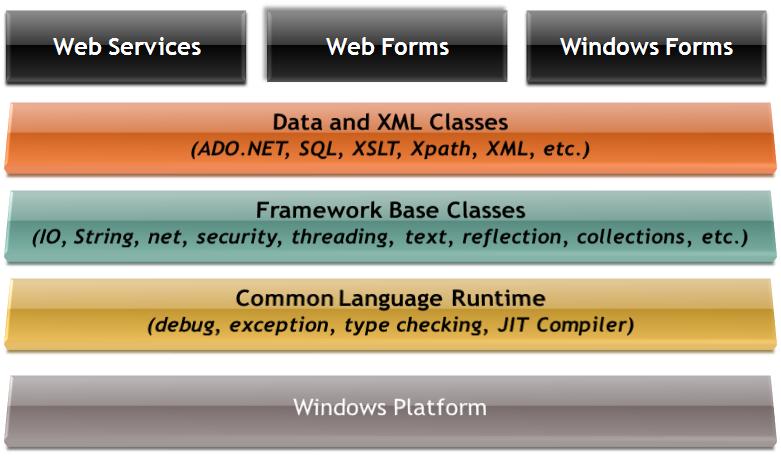 Web Services
Web Forms
Windows Forms
Data and XML Classes
(ADO.NET, SQL, XSLT, Xpath, XML, etc.)
Framework Base Classes
(IO, String, net, security, threading, text, reflection, collections, etc.)
Common Language Runtime
(debug, exception, type checking, JIT Compiler)
Windows Platform